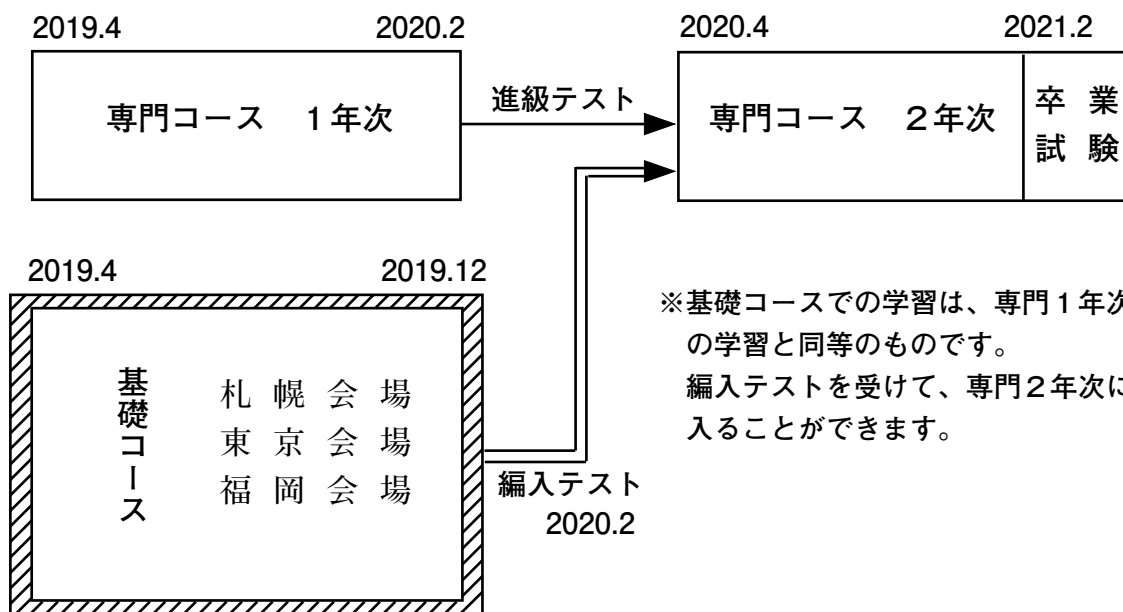 2019.4 2020.2
専門コース １年次
進級テスト
2020.4 2021.2
専門コース ２年次
卒業
試験
2019.4 2019.12
基礎コース
札幌会場
東京会場
福岡会場
編入テスト
2020.2
※基礎コースでの学習は、専門１年次
の学習と同等のものです。
編入テストを受けて、専門２年次に
入ることができます。